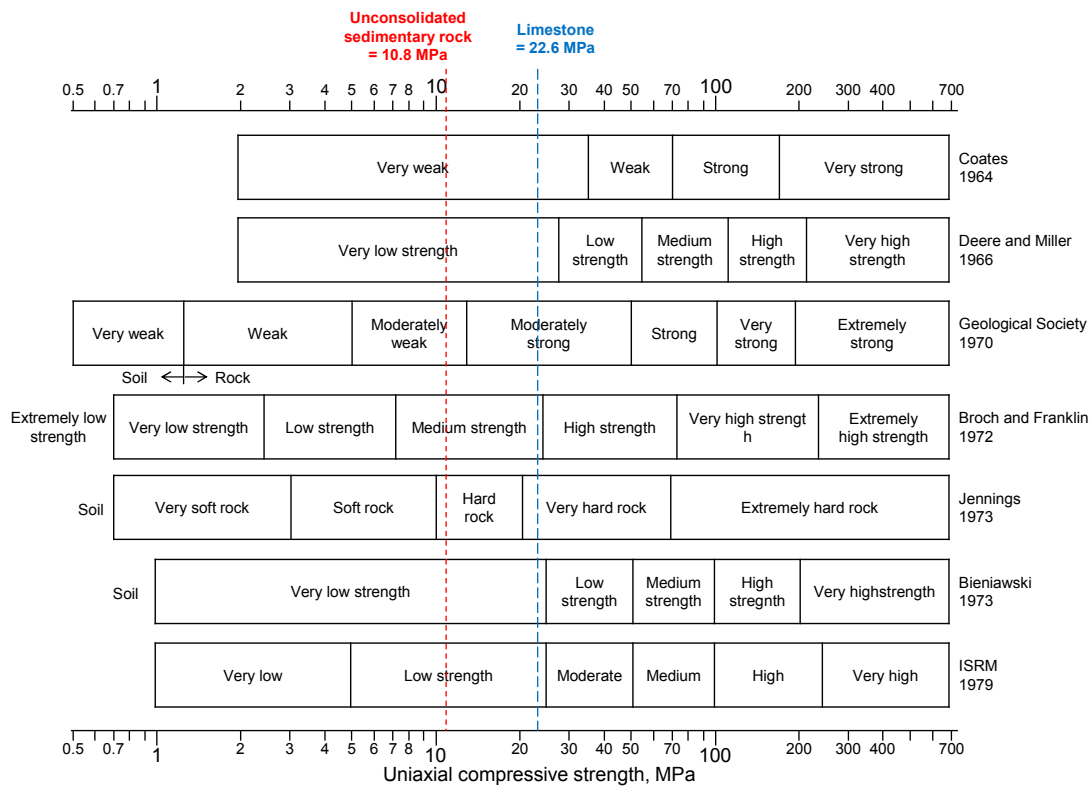 Unconsolidated
sedimentary rock
= 10.8 MPa
Limestone
= 22.6 MPa
0.5 0.7 1 2 3 4 5 6 7 8 10 20 30 40 50 70 100 200 300 400 700
Very weak
Weak
Strong
Very strong
Coates
1964
Very low strength
Low
strength
Medium
strength
High
strength
Very high
strength
Deere and Miller
1966
Very weak
Weak
Moderately
weak
Moderately
strong
Strong
Very
strong
Extremely
strong
Geological Society
1970
Soil
Rock
Extremely low
strength
Very low strength
Low strength
Medium strength
High strength
Very high strengt
h
Extremely
high strength
Broch and Franklin
1972
Soil
Very soft rock
Soft rock
Hard
rock
Very hard rock
Extremely hard rock
Jennings
1973
Soil
Very low strength
Low
strength
Medium
strength
High
stregnth
Very highstrength
Bieniawski
1973
Very low
Low strength
Moderate
Medium
High
Very high
ISRM
1979
0.5 0.7 1 2 3 4 5 6 7 8 10 20 30 40 50 70 100 200 300 400 700
Uniaxial compressive strength, MPa